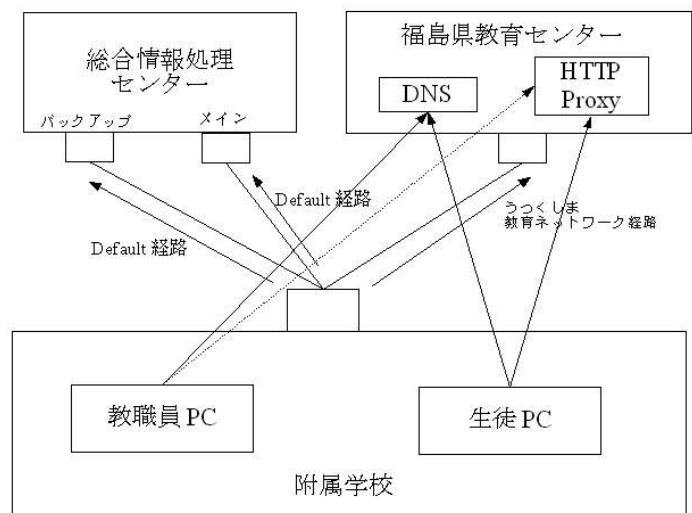 総合情報処理
センター
バックアップ
メイン
福島県教育センター
DNS
HTTP
Proxy
Default 経路
Default 経路
うつくしま
教育ネットワーク経路
教職員 PC
生徒 PC
附属学校